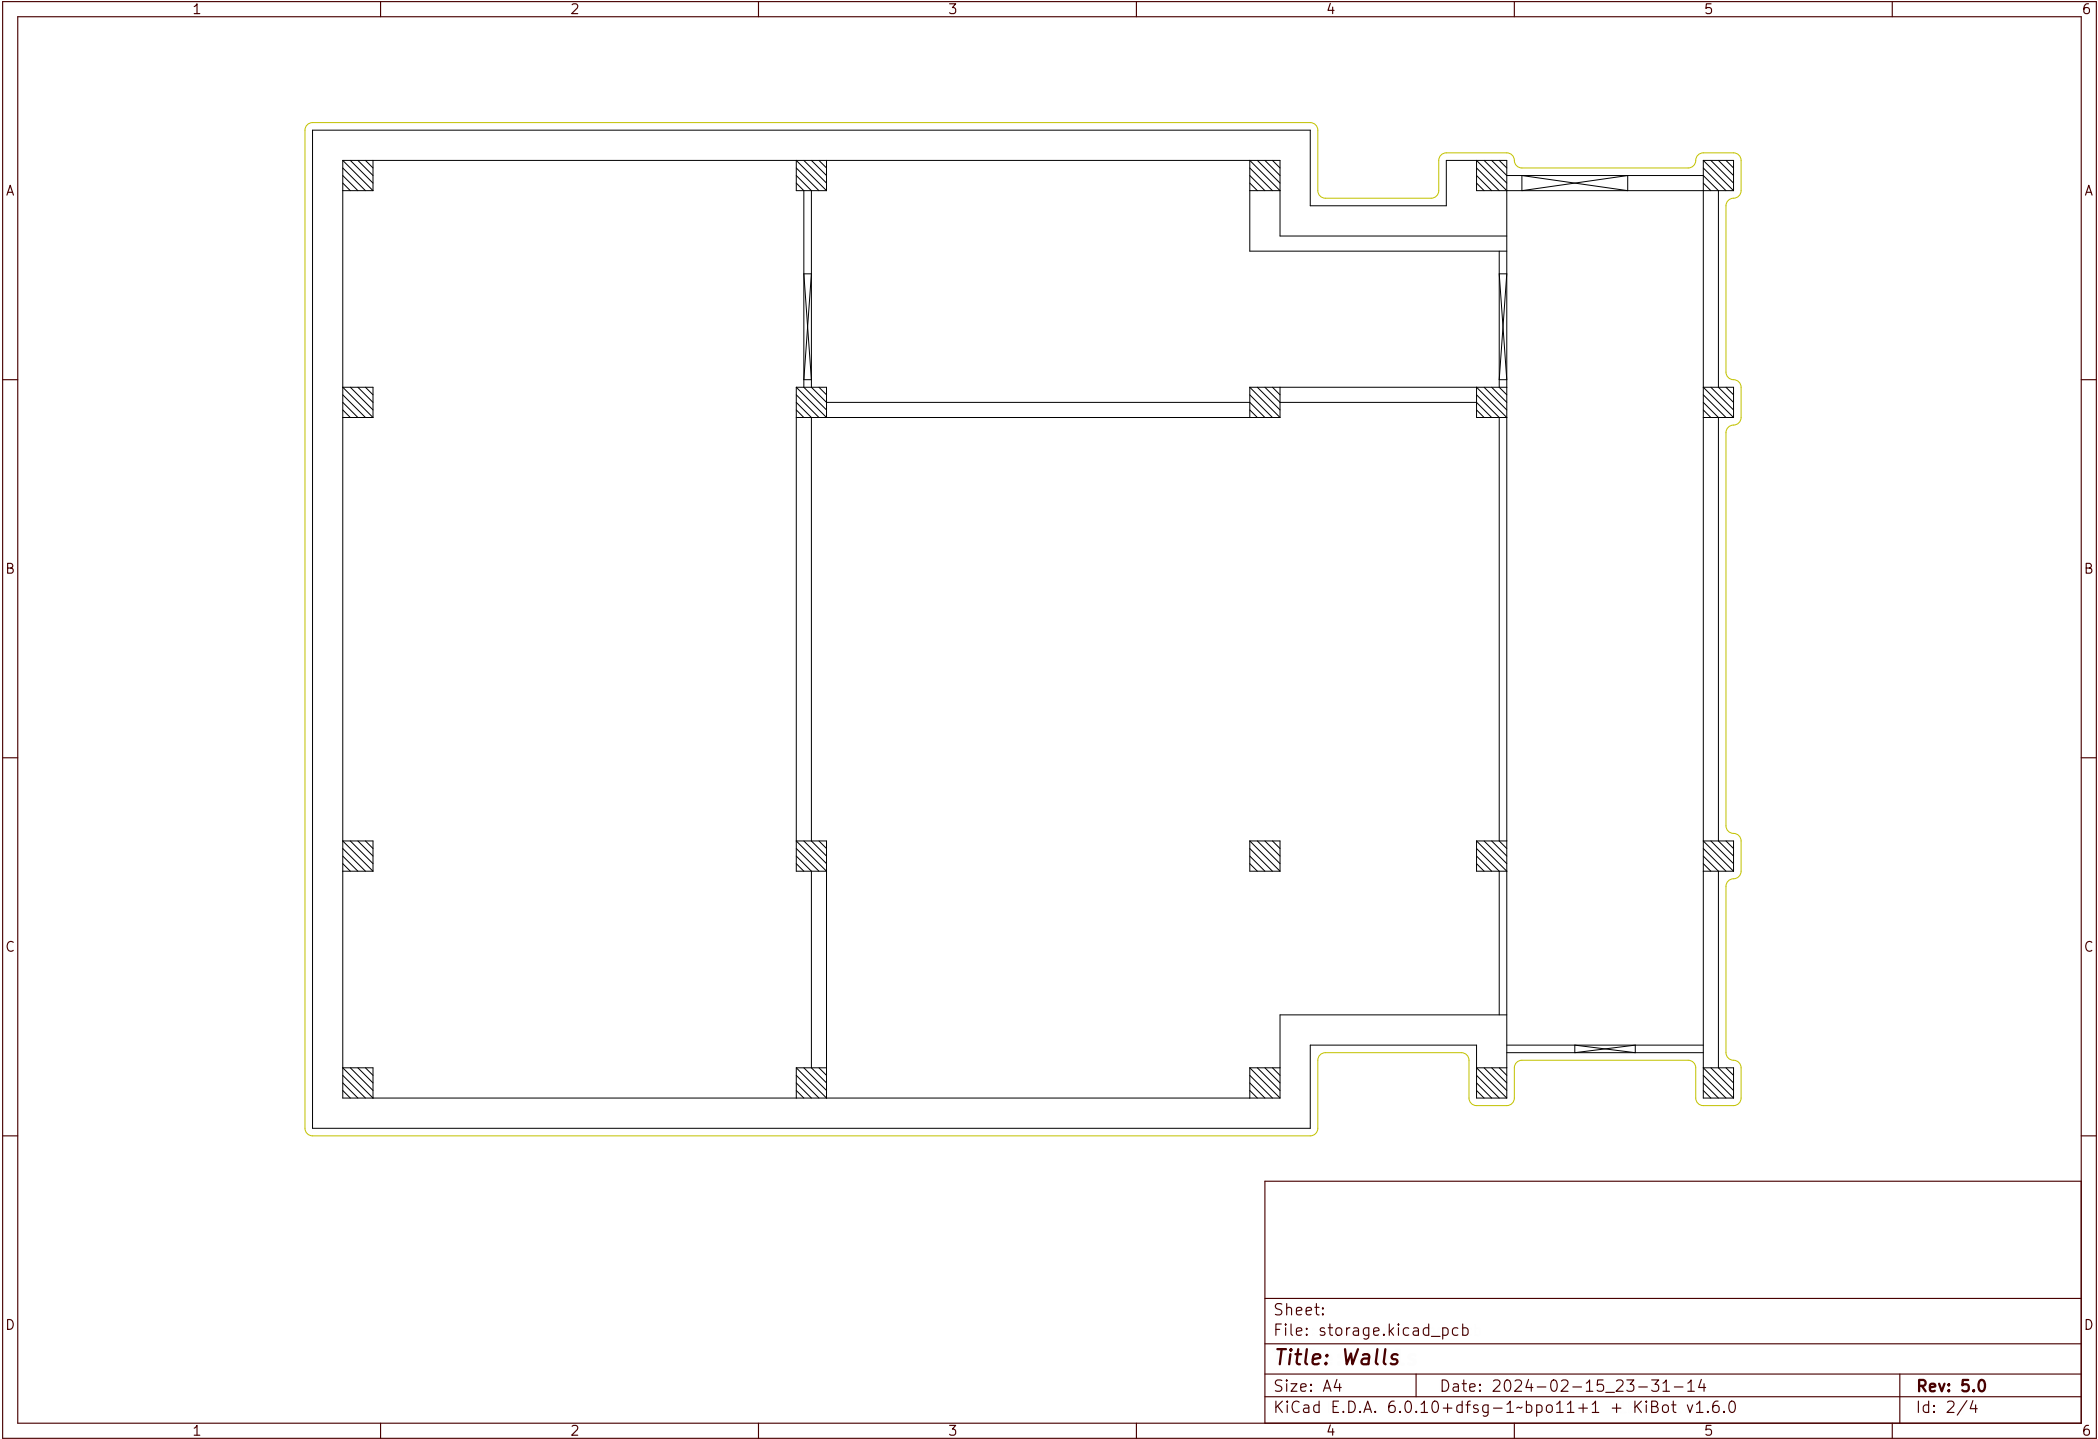 1 2 3 4 5 6
A A
B B
C C
D D
Sheet:
File: storage.kicad_pcb
Title: Walls
Size: A4 Date: 2024-02-15_23-31-14 Rev: 5.0
KiCad E.D.A. 6.0.10+dfsg-1~bpo11+1 + KiBot v1.6.0 Id: 2/4
1 2 3 4 5 6